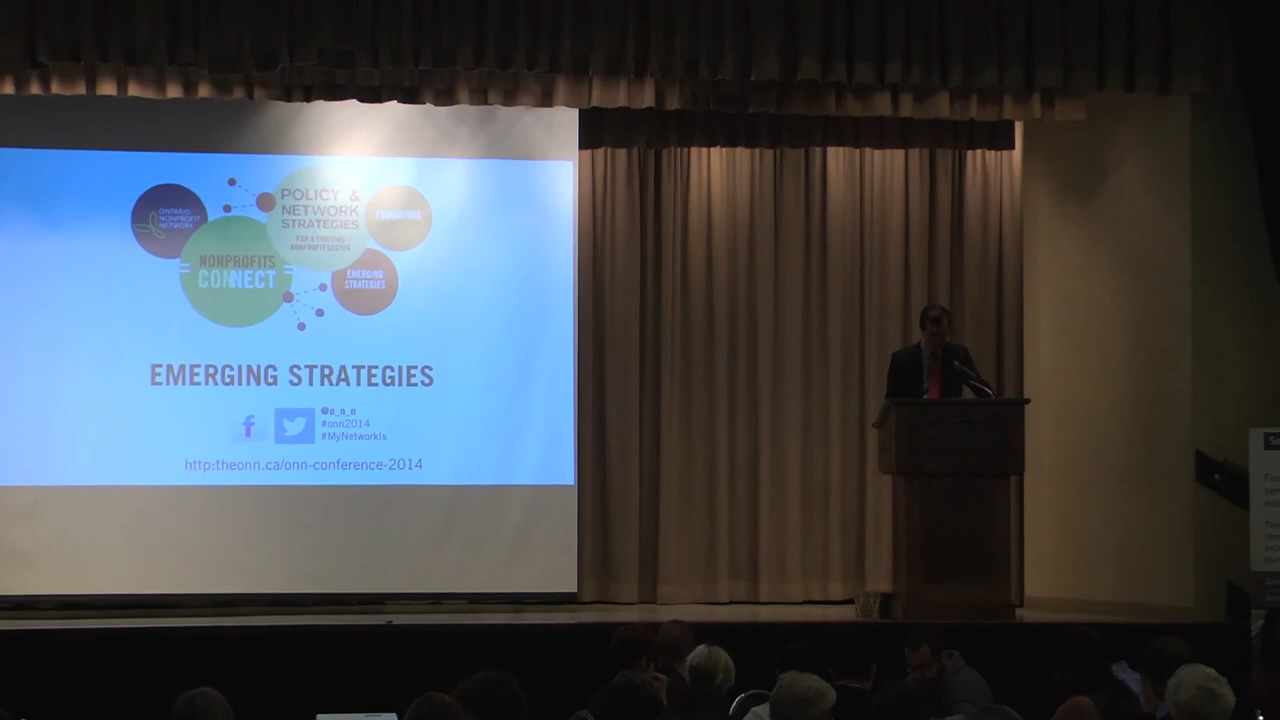 ONTARIO
NONPROFIT
NETWORK
POLICY &
NETWORK
STRATEGIES
FOR A THRIVING
NONPROFIT SECTOR
FOUNDATIONS
NONPROFITS
CONNECT
EMERGING
STRATEGIES
EMERGING STRATEGIES
f
@o_n_n
#onn2014
#MyNetworkIs
http:theonn.ca/onn-conference-2014